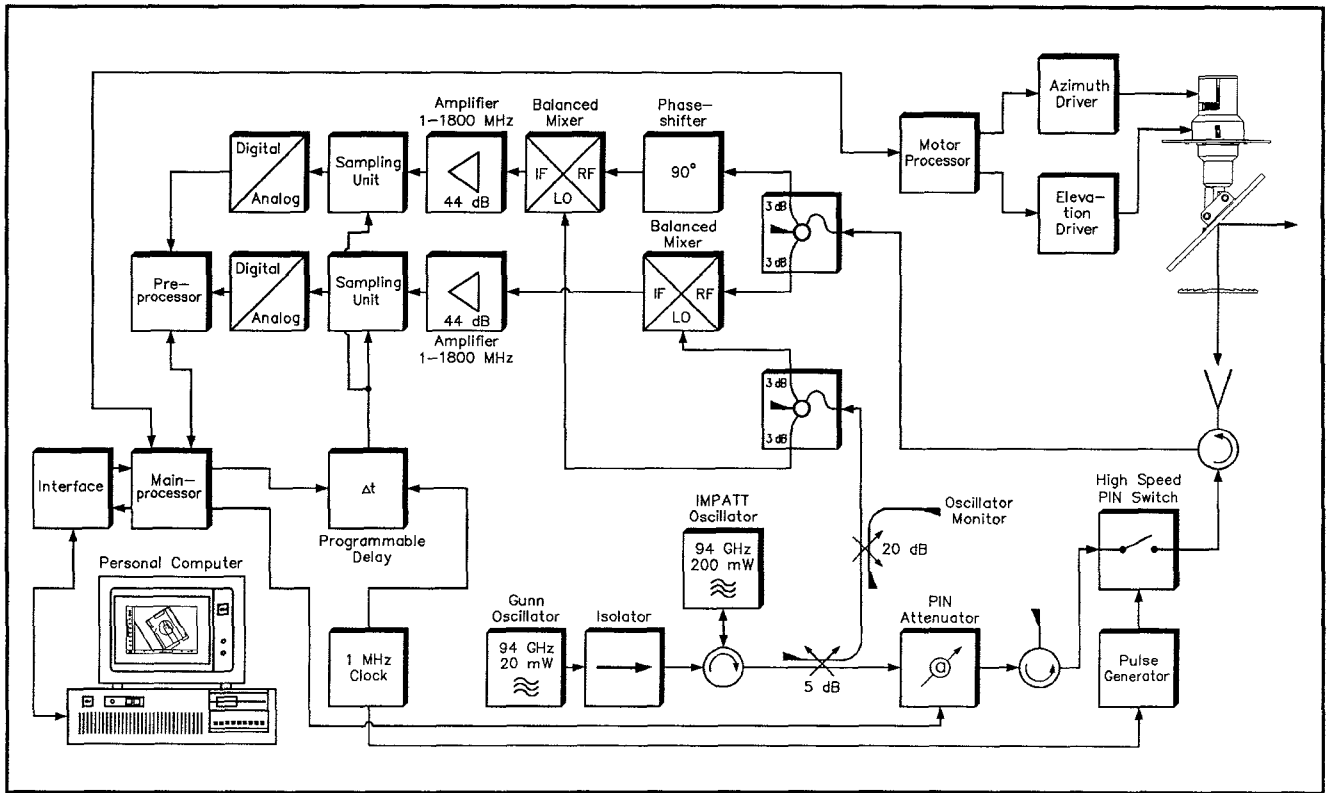 Amplifier
1-1800 MHz
Balanced
Mixer
Phase-
shifter
Azimuth
Driver
Motor
Processor
Eleva-
tion
Driver
Digital
Analog
Sampling
Unit
44 dB
IF
RF
LO
90°
3 dB
3 dB
Balanced
Mixer
Pre-
processor
Digital
Analog
Sampling
Unit
44 dB
Amplifier
1-1800 MHz
IF
RF
LO
3 dB
3 dB
Interface
Main-
processor
Δt
Programmable
Delay
IMPATT
Oscillator
94 GHz
200 mW
Oscillator
Monitor
20 dB
High Speed
PIN Switch
Personal Computer
1 MHz
Clock
Gunn
Oscillator
94 GHz
20 mW
Isolator
5 dB
PIN
Attenuator
a
Pulse
Generator